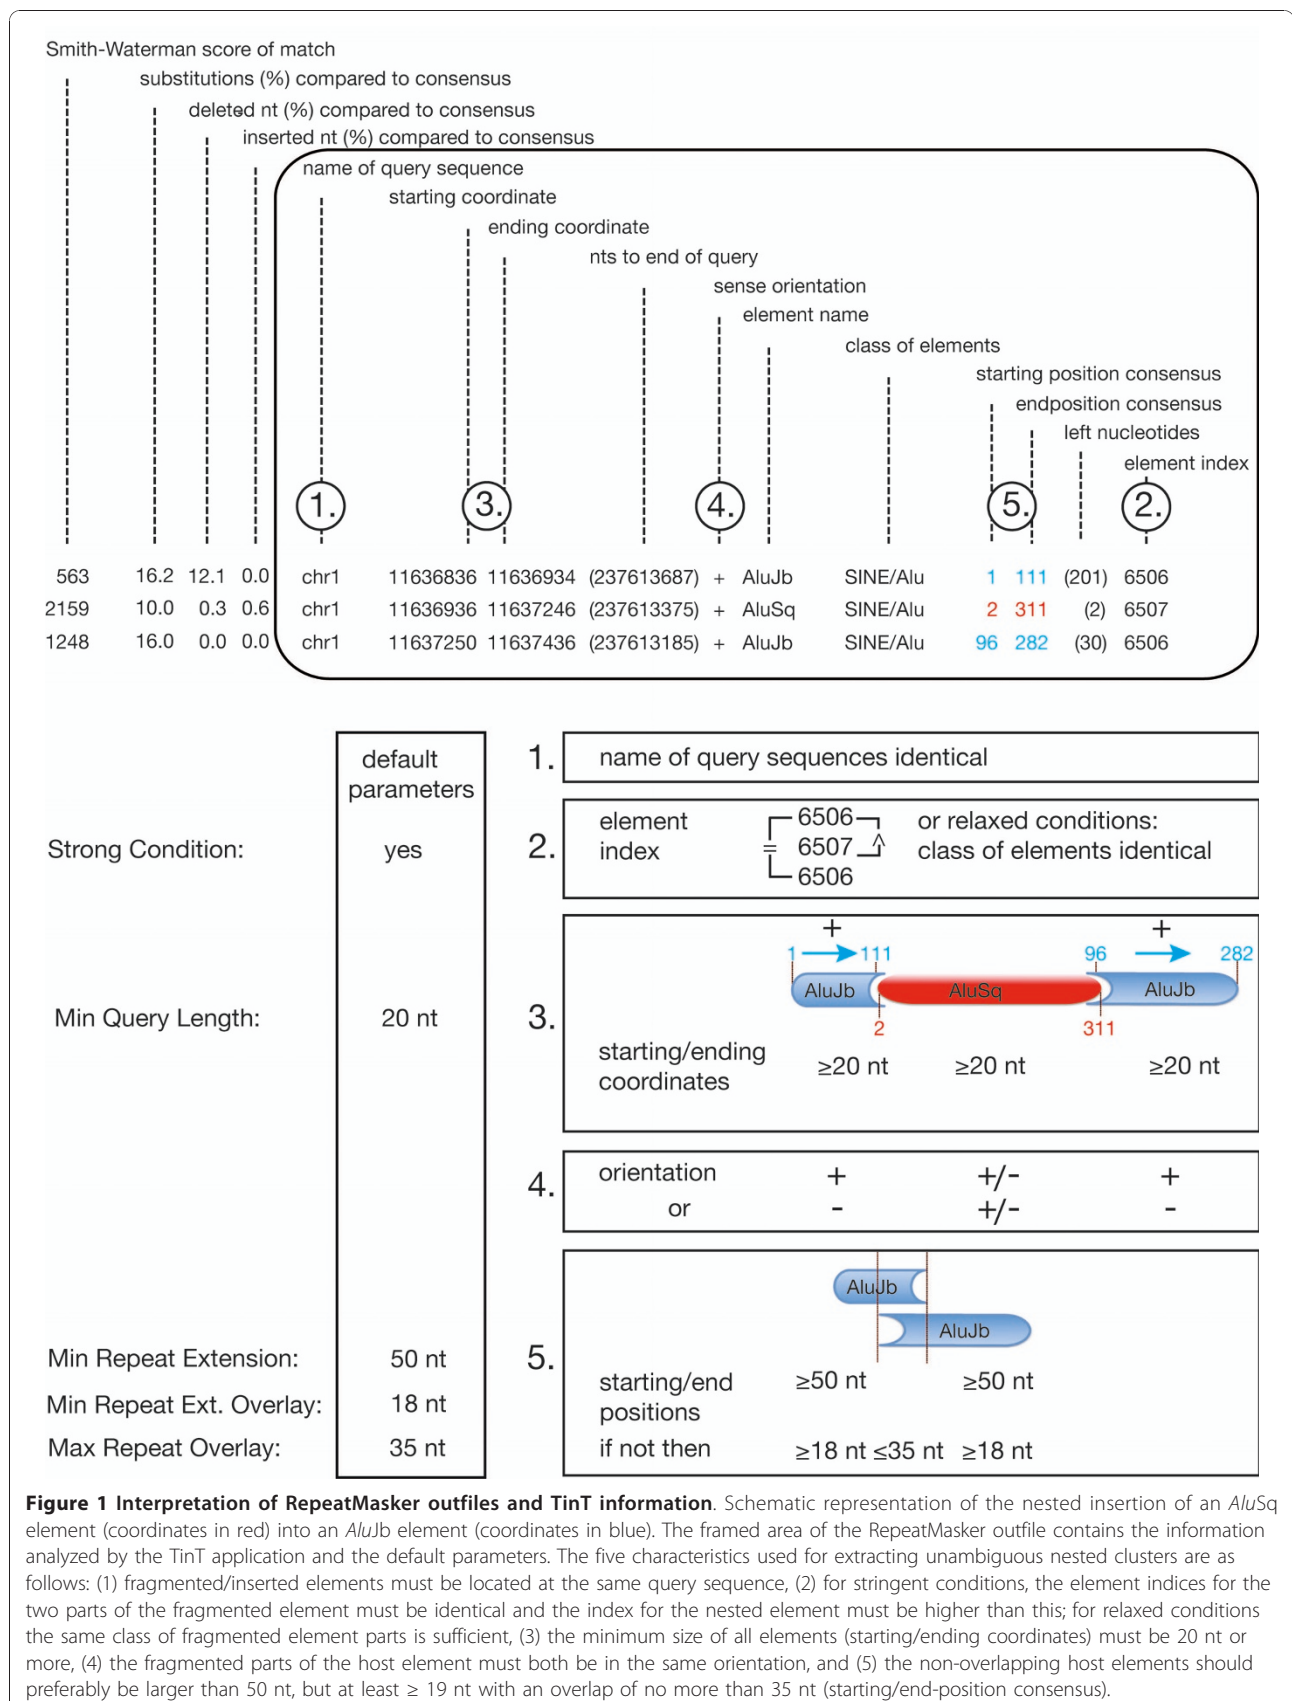 Smith-Waterman score of match
substitutions (%) compared to consensus
deleted nt (%) compared to consensus
inserted nt (%) compared to consensus
name of query sequence
starting coordinate
ending coordinate
nts to end of query
sense orientation
element name
class of elements
starting position consensus
endposition consensus
left nucleotides
element index
1. 3. 4. 5. 2.
563 16.2 12.1 0.0 chr1 11636836 11636934 (237613687) + AluJb SINE/Alu 1 111 (201) 6506
2159 10.0 0.3 0.6 chr1 11636936 11637246 (237613375) + AluSq SINE/Alu 2 311 (2) 6507
1248 16.0 0.0 0.0 chr1 11637250 11637436 (237613185) + AluJb SINE/Alu 96 282 (30) 6506
default
parameters
Strong Condition: yes
Min Query Length: 20 nt
Min Repeat Extension: 50 nt
Min Repeat Ext. Overlay: 18 nt
Max Repeat Overlay: 35 nt
1. name of query sequences identical
2. element index
= 6506
6507 ^
6506
or relaxed conditions:
class of elements identical
3.
+ +
1 111 96 282
AluJb AluSq AluJb
2 311
starting/ending
coordinates
≥20 nt ≥20 nt ≥20 nt
4. orientation + +/- +
or - +/- -
5.
AluJb
AluJb
starting/end
positions
≥50 nt ≥50 nt
if not then ≥18 nt ≤35 nt ≥18 nt
Figure 1 Interpretation of RepeatMasker outfiles and TinT information. Schematic representation of the nested insertion of an AluSq
element (coordinates in red) into an AluJb element (coordinates in blue). The framed area of the RepeatMasker outfile contains the information
analyzed by the TinT application and the default parameters. The five characteristics used for extracting unambiguous nested clusters are as
follows: (1) fragmented/inserted elements must be located at the same query sequence, (2) for stringent conditions, the element indices for the
two parts of the fragmented element must be identical and the index for the nested element must be higher than this; for relaxed conditions
the same class of fragmented element parts is sufficient, (3) the minimum size of all elements (starting/ending coordinates) must be 20 nt or
more, (4) the fragmented parts of the host element must both be in the same orientation, and (5) the non-overlapping host elements should
preferably be larger than 50 nt, but at least ≥ 19 nt with an overlap of no more than 35 nt (starting/end-position consensus).